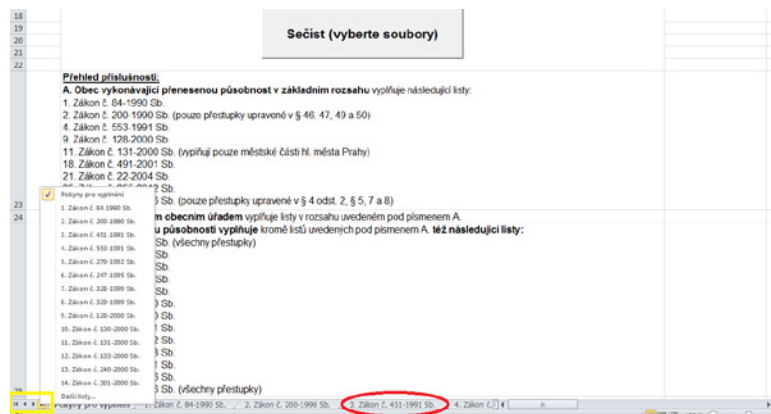 18
19
20
21
22
Sečíst (vyberte soubory)
Přehled příslušnosti:
A. Obec vykonávající přenesenou působnost v základním rozsahu vyplňuje následující listy:
1. Zákon č. 84-1990 Sb.
2. Zákon č. 200-1990 Sb. (pouze přestupky upravené v § 46, 47, 49 a 50)
4. Zákon č. 553-1991 Sb.
9. Zákon č. 128-2000 Sb.
11. Zákon č. 131-2000 Sb. (vyplňují pouze městské části hl. města Prahy)
18. Zákon č. 491-2001 Sb.
21. Zákon č. 22-2004 Sb.
2 Sb.
23
6 Sb. (pouze přestupky upravené v § 4 odst. 2, § 5, 7 a 8)
24
m obecním úřadem vyplňuje listy v rozsahu uvedeném pod písmenem A.
u působností vyplňuje kromě listů uvedených pod písmenem A. též následující listy:
Sb. (všechny přestupky)
Sb.
Sb.
Sb.
Sb.
0 Sb.
0 Sb.
1 Sb.
2 Sb.
3 Sb.
1 Sb.
6 Sb.
6 Sb. (všechny přestupky)
Pokyny pro vyplnění
1. Zákon č. 84-1990 Sb.
2. Zákon č. 200-1990 Sb.
3. Zákon č. 451-1991 Sb.
4. Zákon č. 553-1991 Sb.
5. Zákon č. 279-1992 Sb.
6. Zákon č. 247-1995 Sb.
7. Zákon č. 328-1999 Sb.
8. Zákon č. 329-1999 Sb.
9. Zákon č. 128-2000 Sb.
10. Zákon č. 130-2000 Sb.
11. Zákon č. 131-2000 Sb.
12. Zákon č. 133-2000 Sb.
13. Zákon č. 240-2000 Sb.
14. Zákon č. 301-2000 Sb.
Další listy...
Pokyny pro vyplnění
1. Zákon č. 84-1990 Sb.
2. Zákon č. 200-1990 Sb.
3. Zákon č. 451-1991 Sb.
4. Zákon č.